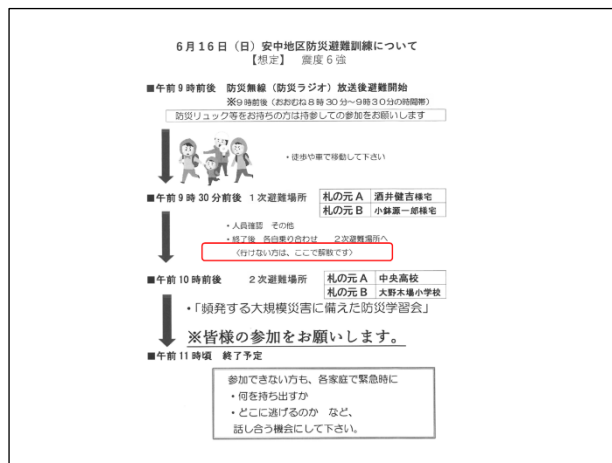 6月16日（日）安中地区防災避難訓練について
【想定】 震度6強
■午前9時前後 防災無線（防災ラジオ）放送後避難開始
※9時前後（おおむね8時30分～9時30分の時間帯）
防災リュック等をお持ちの方は持参しての参加をお願いします
・徒歩や車で移動して下さい
■午前9時30分前後 1次避難場所 札の元A 酒井健吉様宅
札の元B 小鉢源一郎様宅
・人員確認 その他
・終了後 各自乗り合わせ 2次避難場所へ
（行けない方は、ここで解散です）
■午前10時前後 2次避難場所 札の元A 中央高校
札の元B 大野木場小学校
・「頻発する大規模災害に備えた防災学習会」
※皆様の参加をお願いします。
■午前11時頃 終了予定
参加できない方も、各家庭で緊急時に
・何を持ち出すか
・どこに逃げるのか など、
話し合う機会にして下さい。